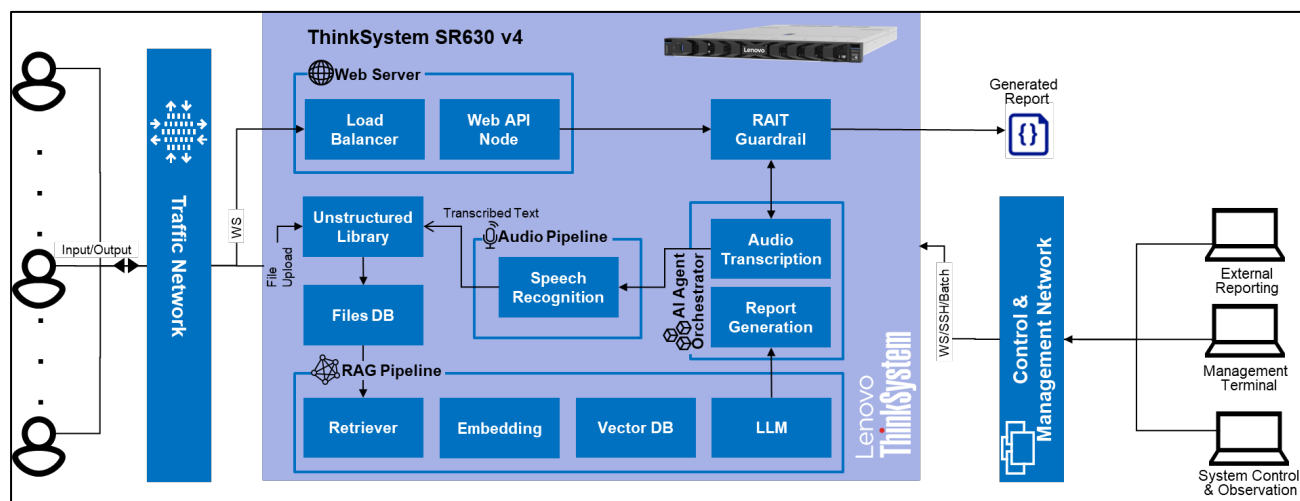 ThinkSystem SR630 v4
Lenovo
Web Server
Load
Balancer
Web API
Node
RAIT
Guardrail
Generated
Report
{}
Traffic Network
Input/Output
WS
File
Upload
Unstructured
Library
Transcribed Text
Audio Pipeline
Speech
Recognition
AI Agent
Orchestrator
Audio
Transcription
Report
Generation
Files DB
RAG Pipeline
Retriever
Embedding
Vector DB
LLM
Lenovo
ThinkSystem
WS/SSH/Batch
Control &
Management Network
External
Reporting
Management
Terminal
System Control
& Observation